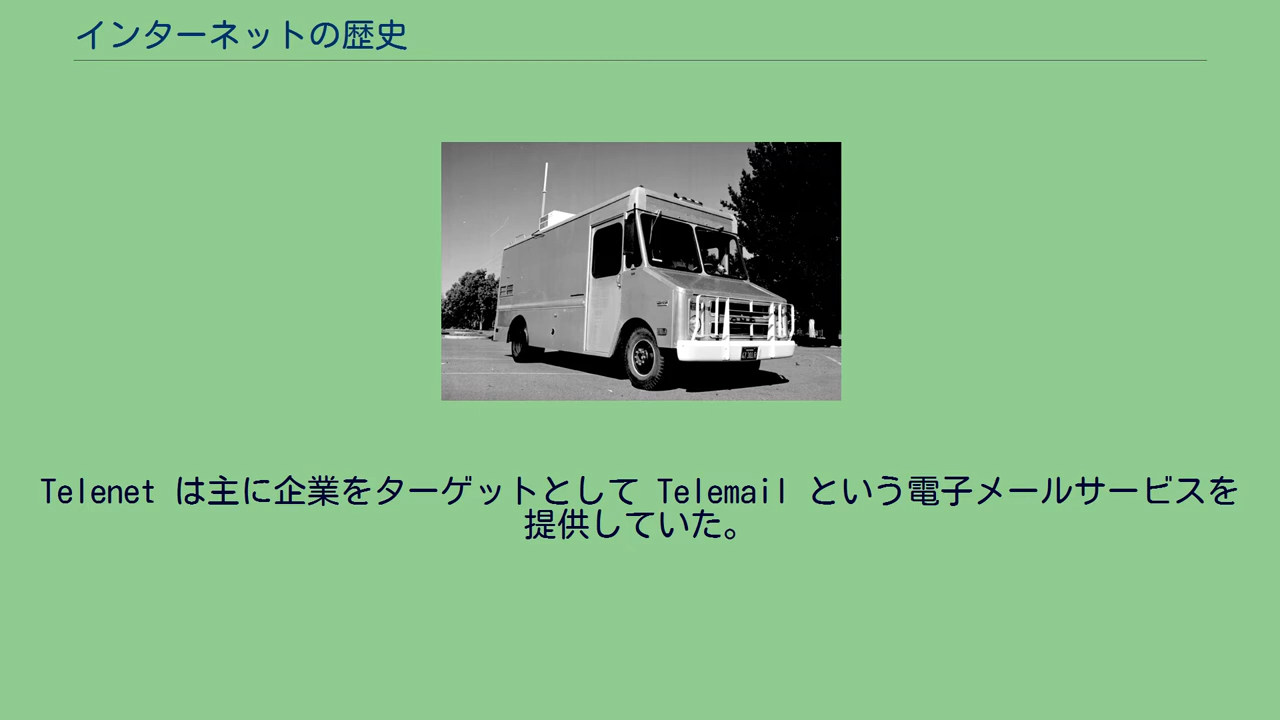 インターネットの歴史
Telenet は主に企業をターゲットとして Telemail という電子メールサービスを
提供していた。